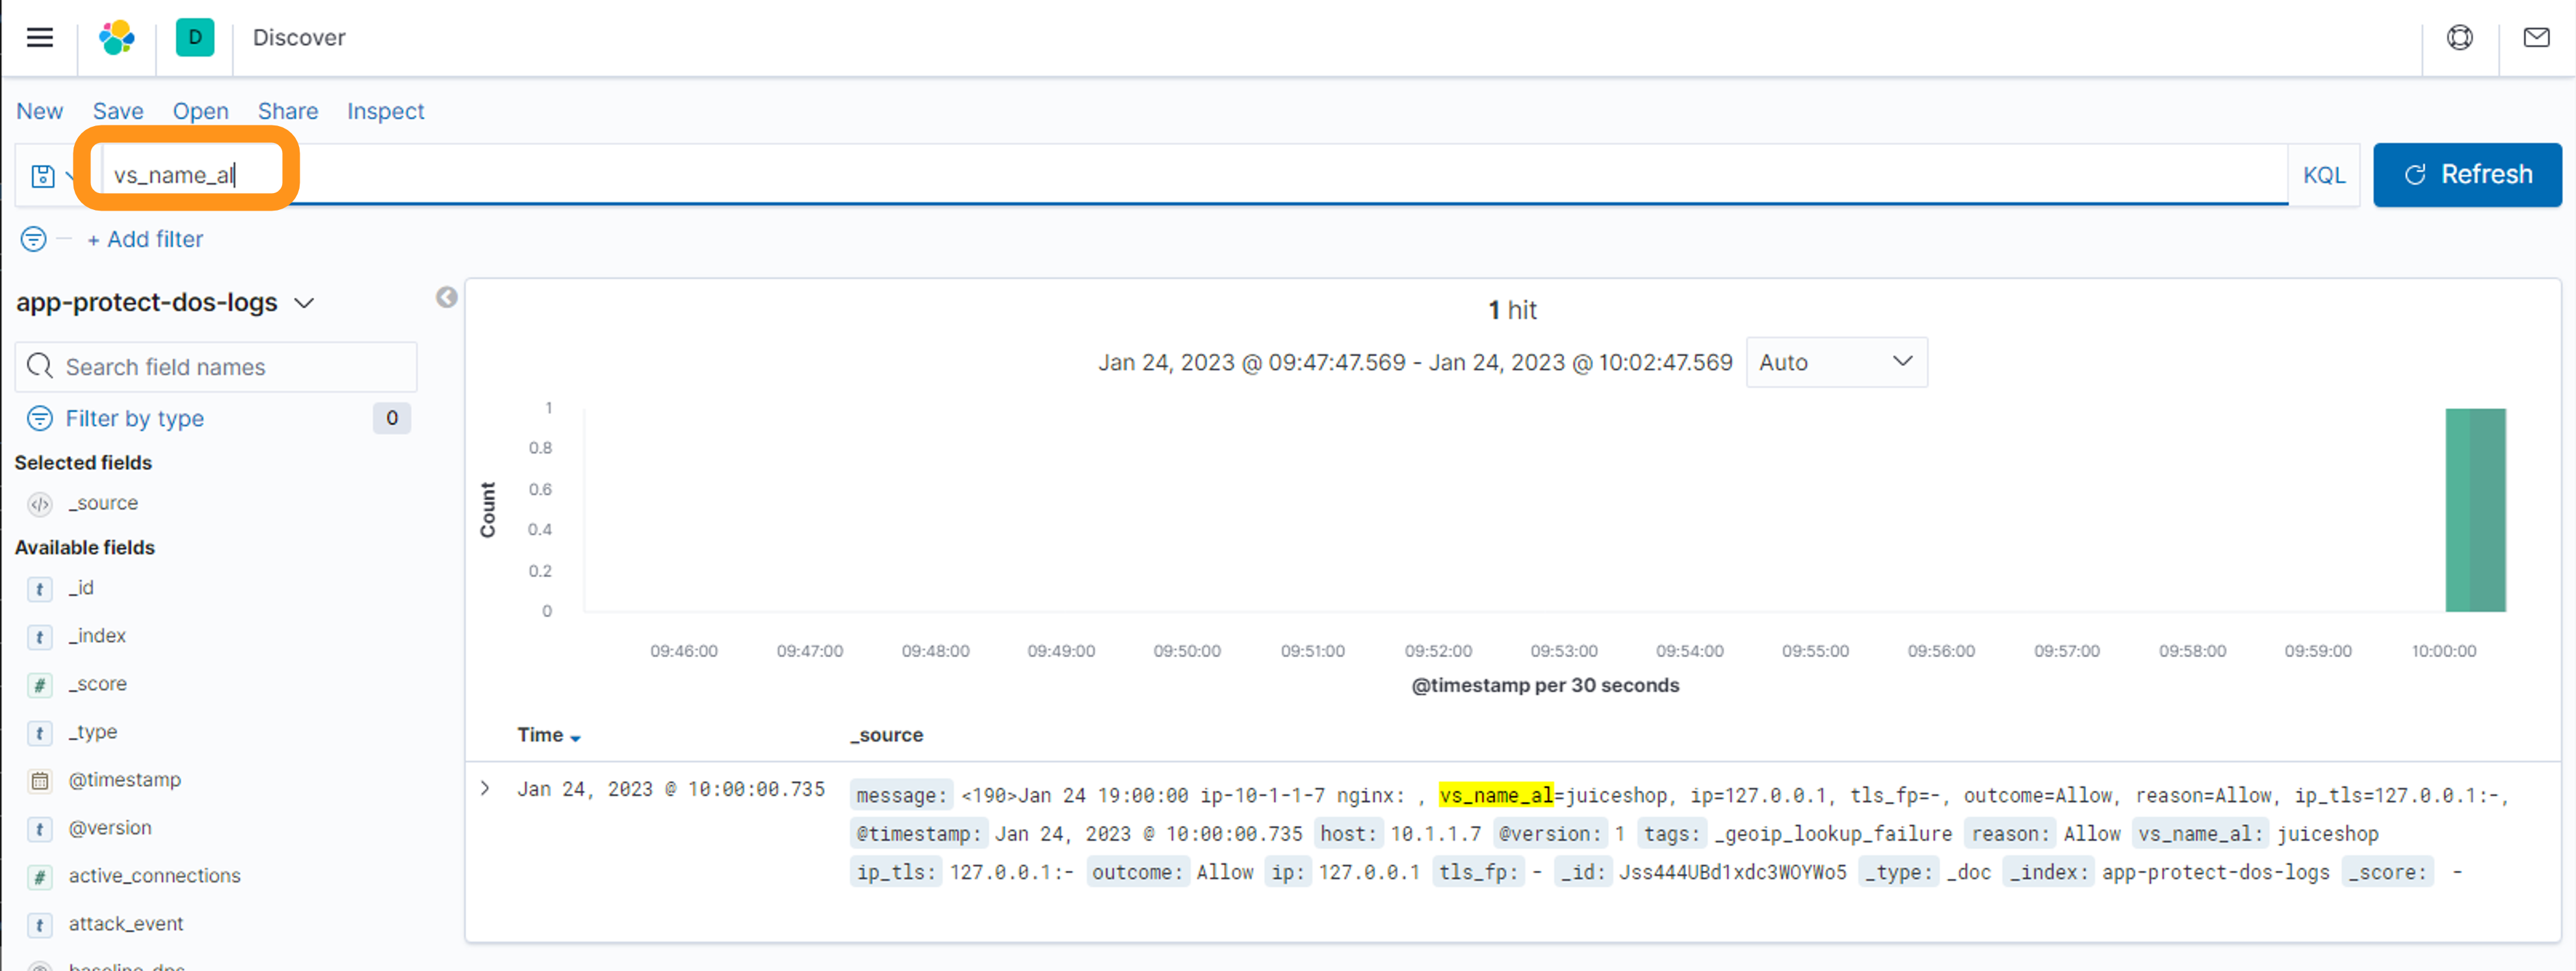 D Discover
New Save Open Share Inspect
vs_name_al KQL Refresh
+ Add filter
app-protect-dos-logs
Search field names
Filter by type 0
Selected fields
_source
Available fields
_id
_index
_score
_type
@timestamp
@version
active_connections
attack_event
1 hit
Jan 24, 2023 @ 09:47:47.569 - Jan 24, 2023 @ 10:02:47.569 Auto
Count
1
0.8
0.6
0.4
0.2
0
09:46:00 09:47:00 09:48:00 09:49:00 09:50:00 09:51:00 09:52:00 09:53:00 09:54:00 09:55:00 09:56:00 09:57:00 09:58:00 09:59:00 10:00:00
@timestamp per 30 seconds
Time _source
Jan 24, 2023 @ 10:00:00.735 message: <190>Jan 24 19:00:00 ip-10-1-1-7 nginx: , vs_name_al=juiceshop, ip=127.0.0.1, tls_fp=-, outcome=Allow, reason=Allow, ip_tls=127.0.0.1:-,
@timestamp: Jan 24, 2023 @ 10:00:00.735 host: 10.1.1.7 @version: 1 tags: _geoip_lookup_failure reason: Allow vs_name_al: juiceshop
ip_tls: 127.0.0.1:- outcome: Allow ip: 127.0.0.1 tls_fp: - _id: Jss444UBd1xdc3WOYWo5 _type: _doc _index: app-protect-dos-logs _score: -